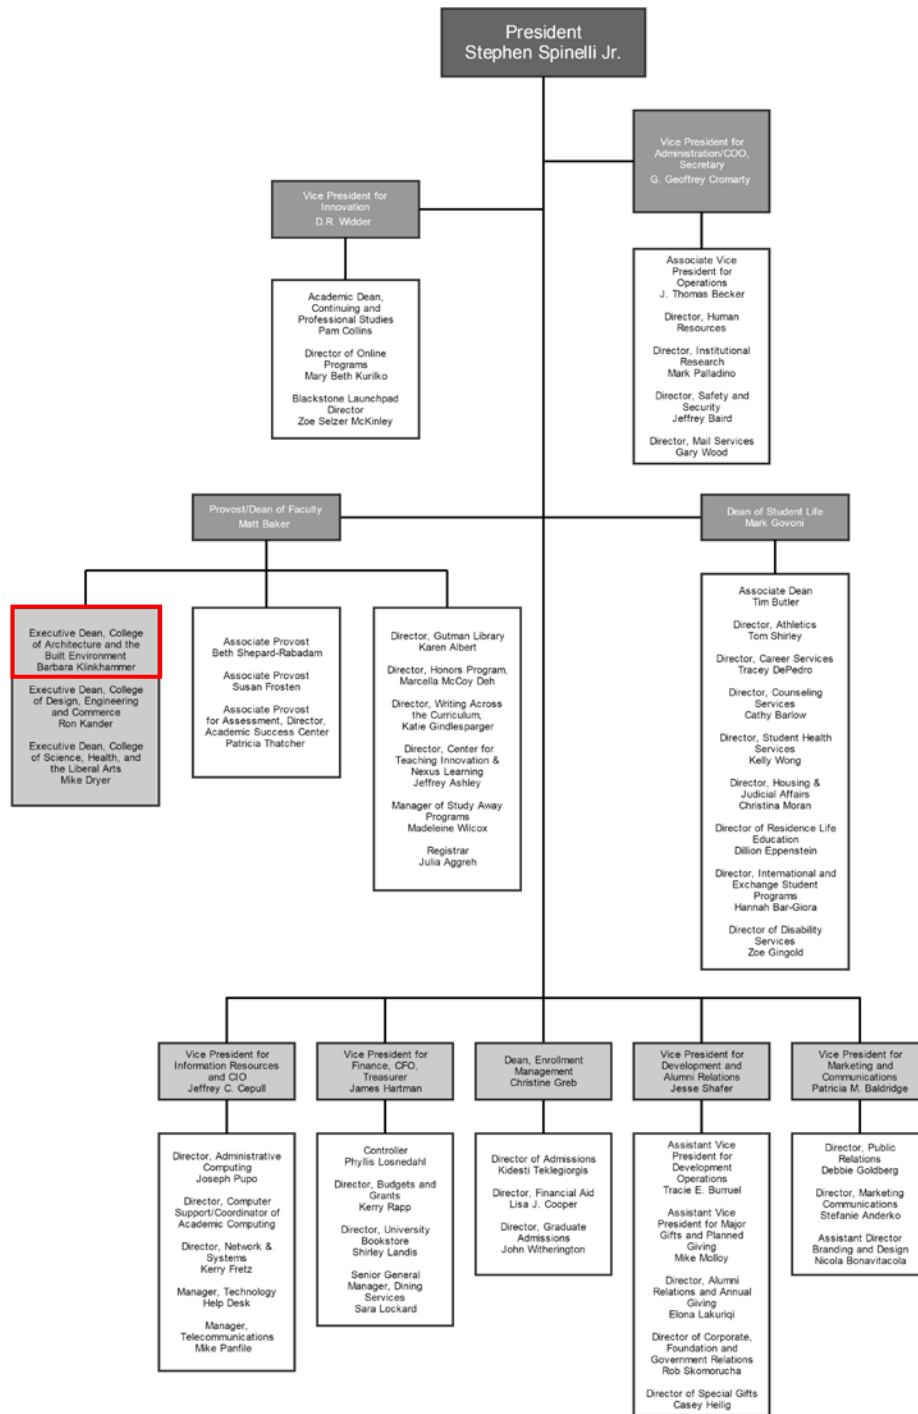 President
Stephen Spinelli Jr.
Vice President for
Administration/COO,
Secretary
G. Geoffrey Cromarty
Vice President for
Innovation
D.R. Widder
Associate Vice
President for
Operations
J. Thomas Becker
Director, Human
Resources
Director, Institutional
Research
Mark Palladino
Director, Safety and
Security
Jeffrey Baird
Director, Mail Services
Gary Wood
Academic Dean,
Continuing and
Professional Studies
Pam Collins
Director of Online
Programs
Mary Beth Kurilko
Blackstone Launchpad
Director
Zoe Selzer McKinley
Provost/Dean of Faculty
Matt Baker
Dean of Student Life
Mark Govoni
Executive Dean, College
of Architecture and the
Built Environment
Barbara Klinkhammer
Executive Dean, College
of Design, Engineering
and Commerce
Ron Kander
Executive Dean, College
of Science, Health, and
the Liberal Arts
Mike Dryer
Associate Provost
Beth Shepard-Rabadam
Associate Provost
Susan Frosten
Associate Provost
for Assessment, Director,
Academic Success Center
Patricia Thatcher
Director, Gutman Library
Karen Albert
Director, Honors Program,
Marcella McCoy Deh
Director, Writing Across
the Curriculum,
Katie Gindlesparger
Director, Center for
Teaching Innovation &
Nexus Learning
Jeffrey Ashley
Manager of Study Away
Programs
Madeleine Wilcox
Registrar
Julia Aggreh
Associate Dean
Tim Butler
Director, Athletics
Tom Shirley
Director, Career Services
Tracey DePedro
Director, Counseling
Services
Cathy Barlow
Director, Student Health
Services
Kelly Wong
Director, Housing &
Judicial Affairs
Christina Moran
Director of Residence Life
Education
Dillion Eppenstein
Director, International and
Exchange Student
Programs
Hannah Bar-Giora
Director of Disability
Services
Zoe Gingold
Vice President for
Information Resources
and CIO
Jeffrey C. Cepull
Vice President for
Finance, CFO,
Treasurer
James Hartman
Dean, Enrollment
Management
Christine Greb
Vice President for
Development and
Alumni Relations
Jesse Shafer
Vice President for
Marketing and
Communications
Patricia M. Baldridge
Director, Administrative
Computing
Joseph Pupo
Director, Computer
Support/Coordinator of
Academic Computing
Director, Network &
Systems
Kerry Fretz
Manager, Technology
Help Desk
Manager,
Telecommunications
Mike Panfile
Controller
Phyllis Losnedahl
Director, Budgets and
Grants
Kerry Rapp
Director, University
Bookstore
Shirley Landis
Senior General
Manager, Dining
Services
Sara Lockard
Director of Admissions
Kidesti Teklegiorgis
Director, Financial Aid
Lisa J. Cooper
Director, Graduate
Admissions
John Witherington
Assistant Vice
President for
Development
Operations
Tracie E. Burruel
Assistant Vice
President for Major
Gifts and Planned
Giving
Mike Molloy
Director, Alumni
Relations and Annual
Giving
Elona Lakuriqi
Director of Corporate,
Foundation and
Government Relations
Rob Skomorucha
Director of Special Gifts
Casey Heilig
Director, Public
Relations
Debbie Goldberg
Director, Marketing
Communications
Stefanie Anderko
Assistant Director
Branding and Design
Nicola Bonavitacola